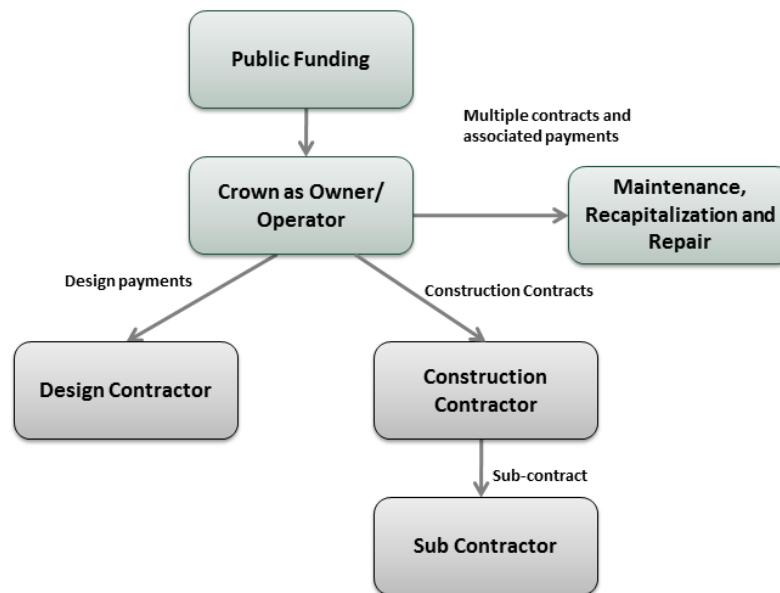 Public Funding
Multiple contracts and
associated payments
Crown as Owner/
Operator
Maintenance,
Recapitalization and
Repair
Design payments
Construction Contracts
Design Contractor
Construction
Contractor
Sub-contract
Sub Contractor